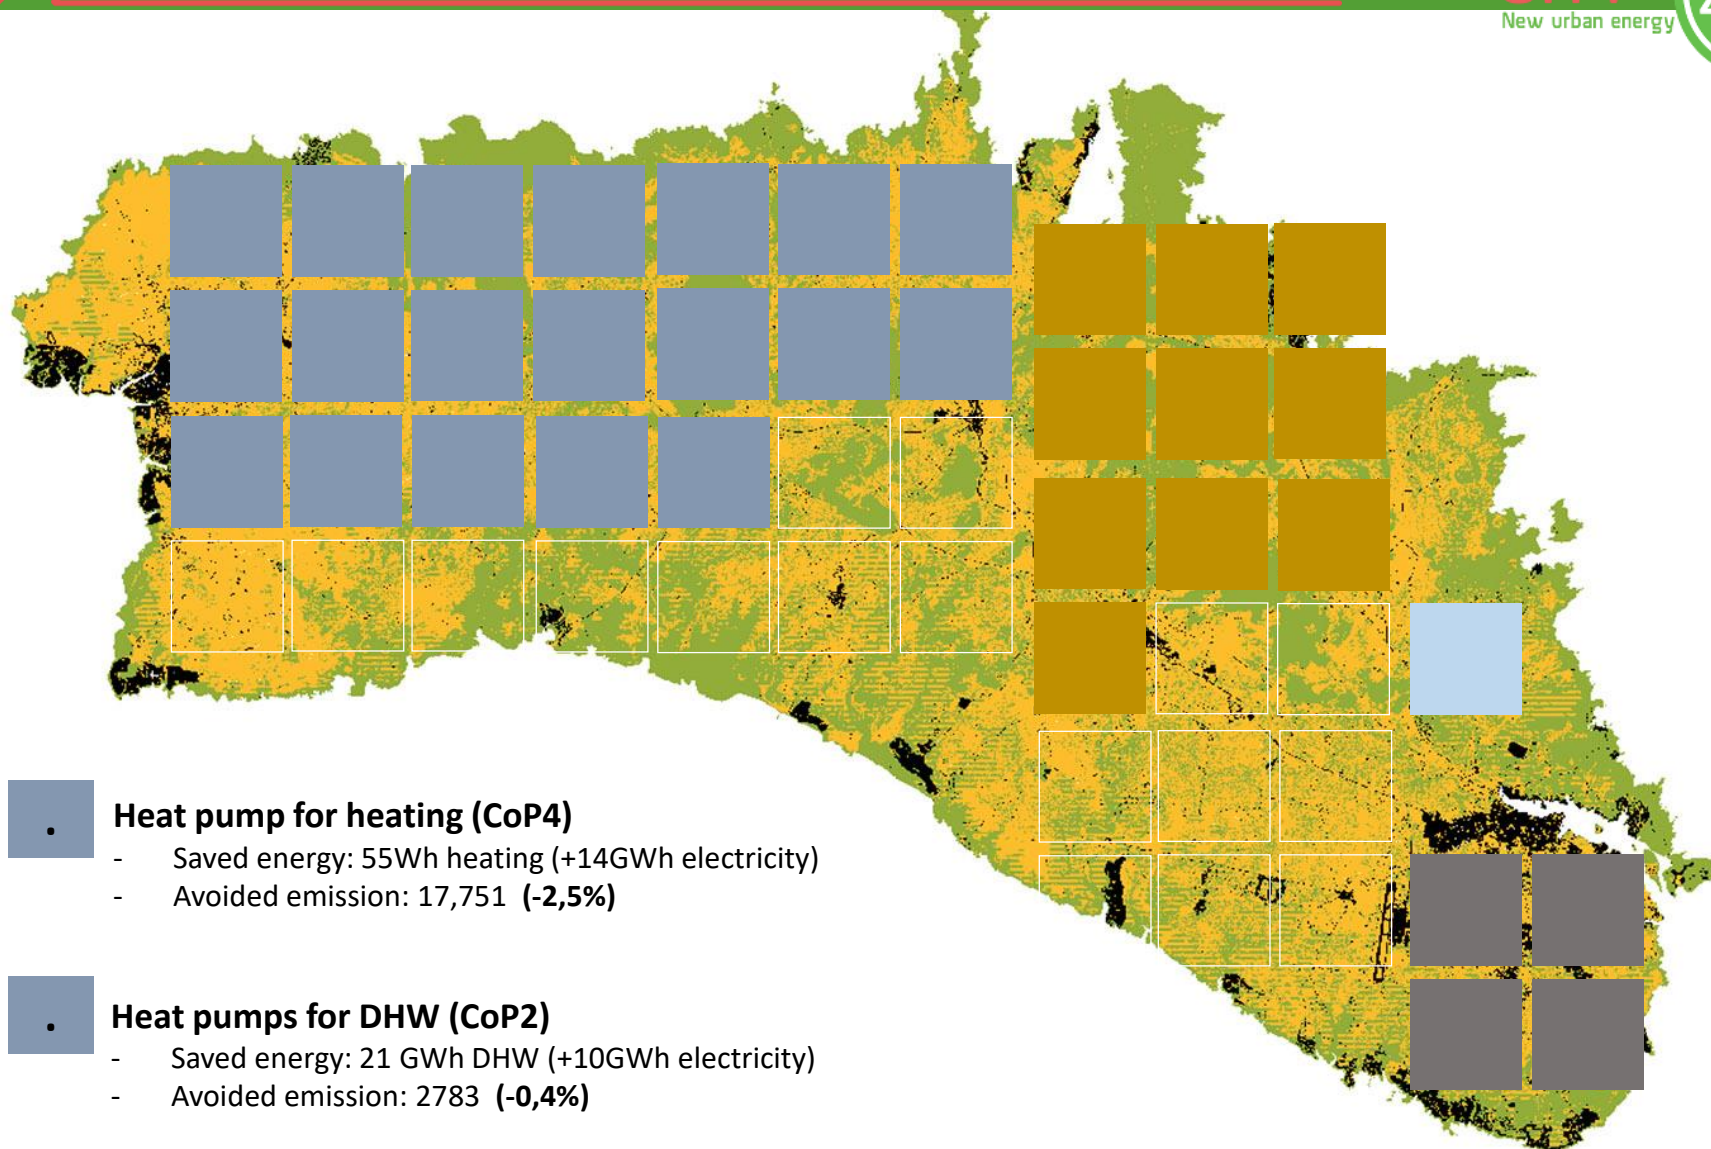 New urban energy
. Heat pump for heating (CoP4)
- Saved energy: 55Wh heating (+14GWh electricity)
- Avoided emission: 17,751 (-2,5%)
. Heat pumps for DHW (CoP2)
- Saved energy: 21 GWh DHW (+10GWh electricity)
- Avoided emission: 2783 (-0,4%)